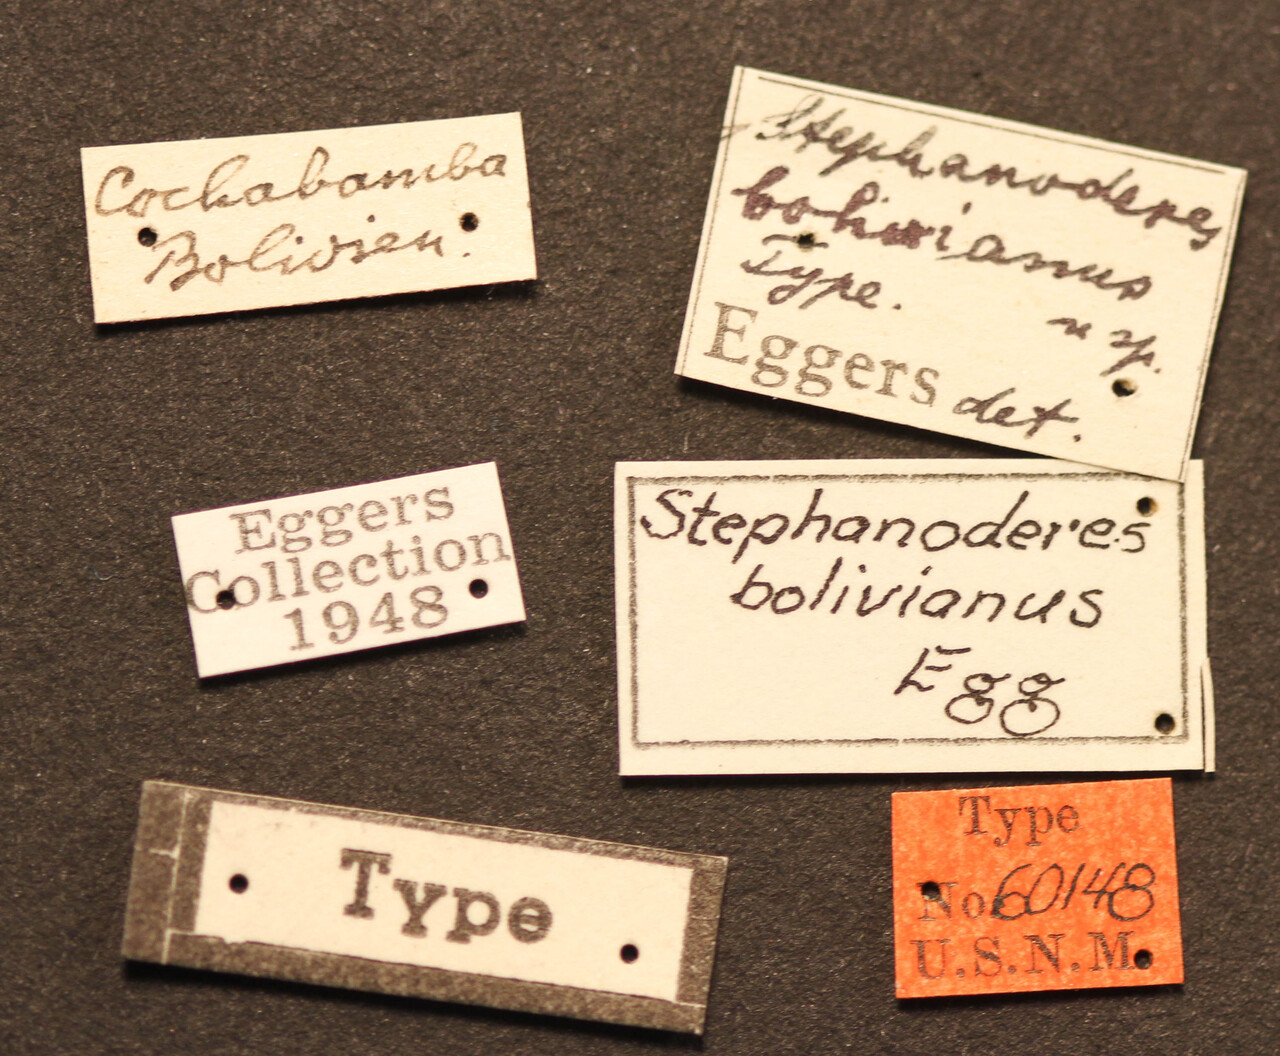 Cochabamba
Bolivien.
Stephanoderes
bolivianus
Type. n sp.
Eggers det.
Eggers
Collection
1948
Stephanoderes
bolivianus
Egg
Type
Type
No 60148
U.S.N.M.